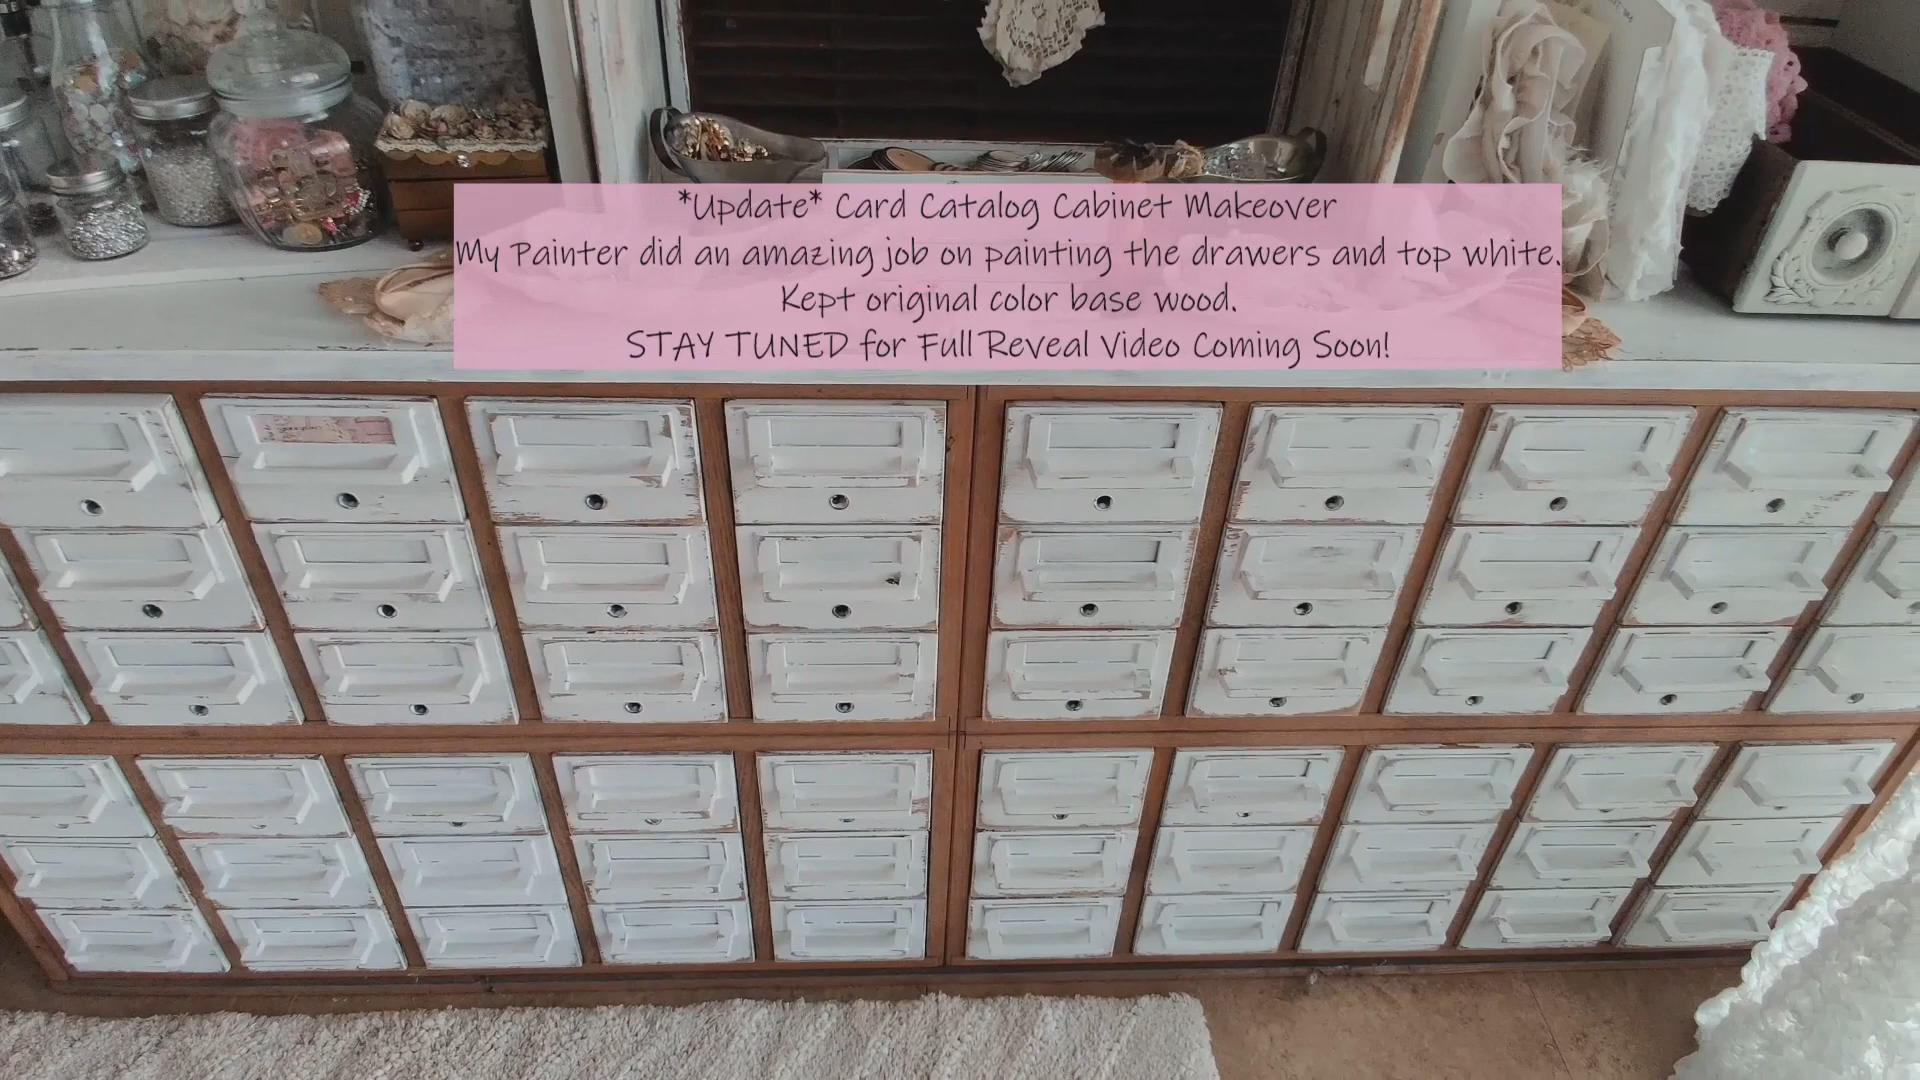 *Update* Card Catalog Cabinet Makeover
My Painter did an amazing job on painting the drawers and top white.
Kept original color base wood.
STAY TUNED for Full Reveal Video Coming Soon!